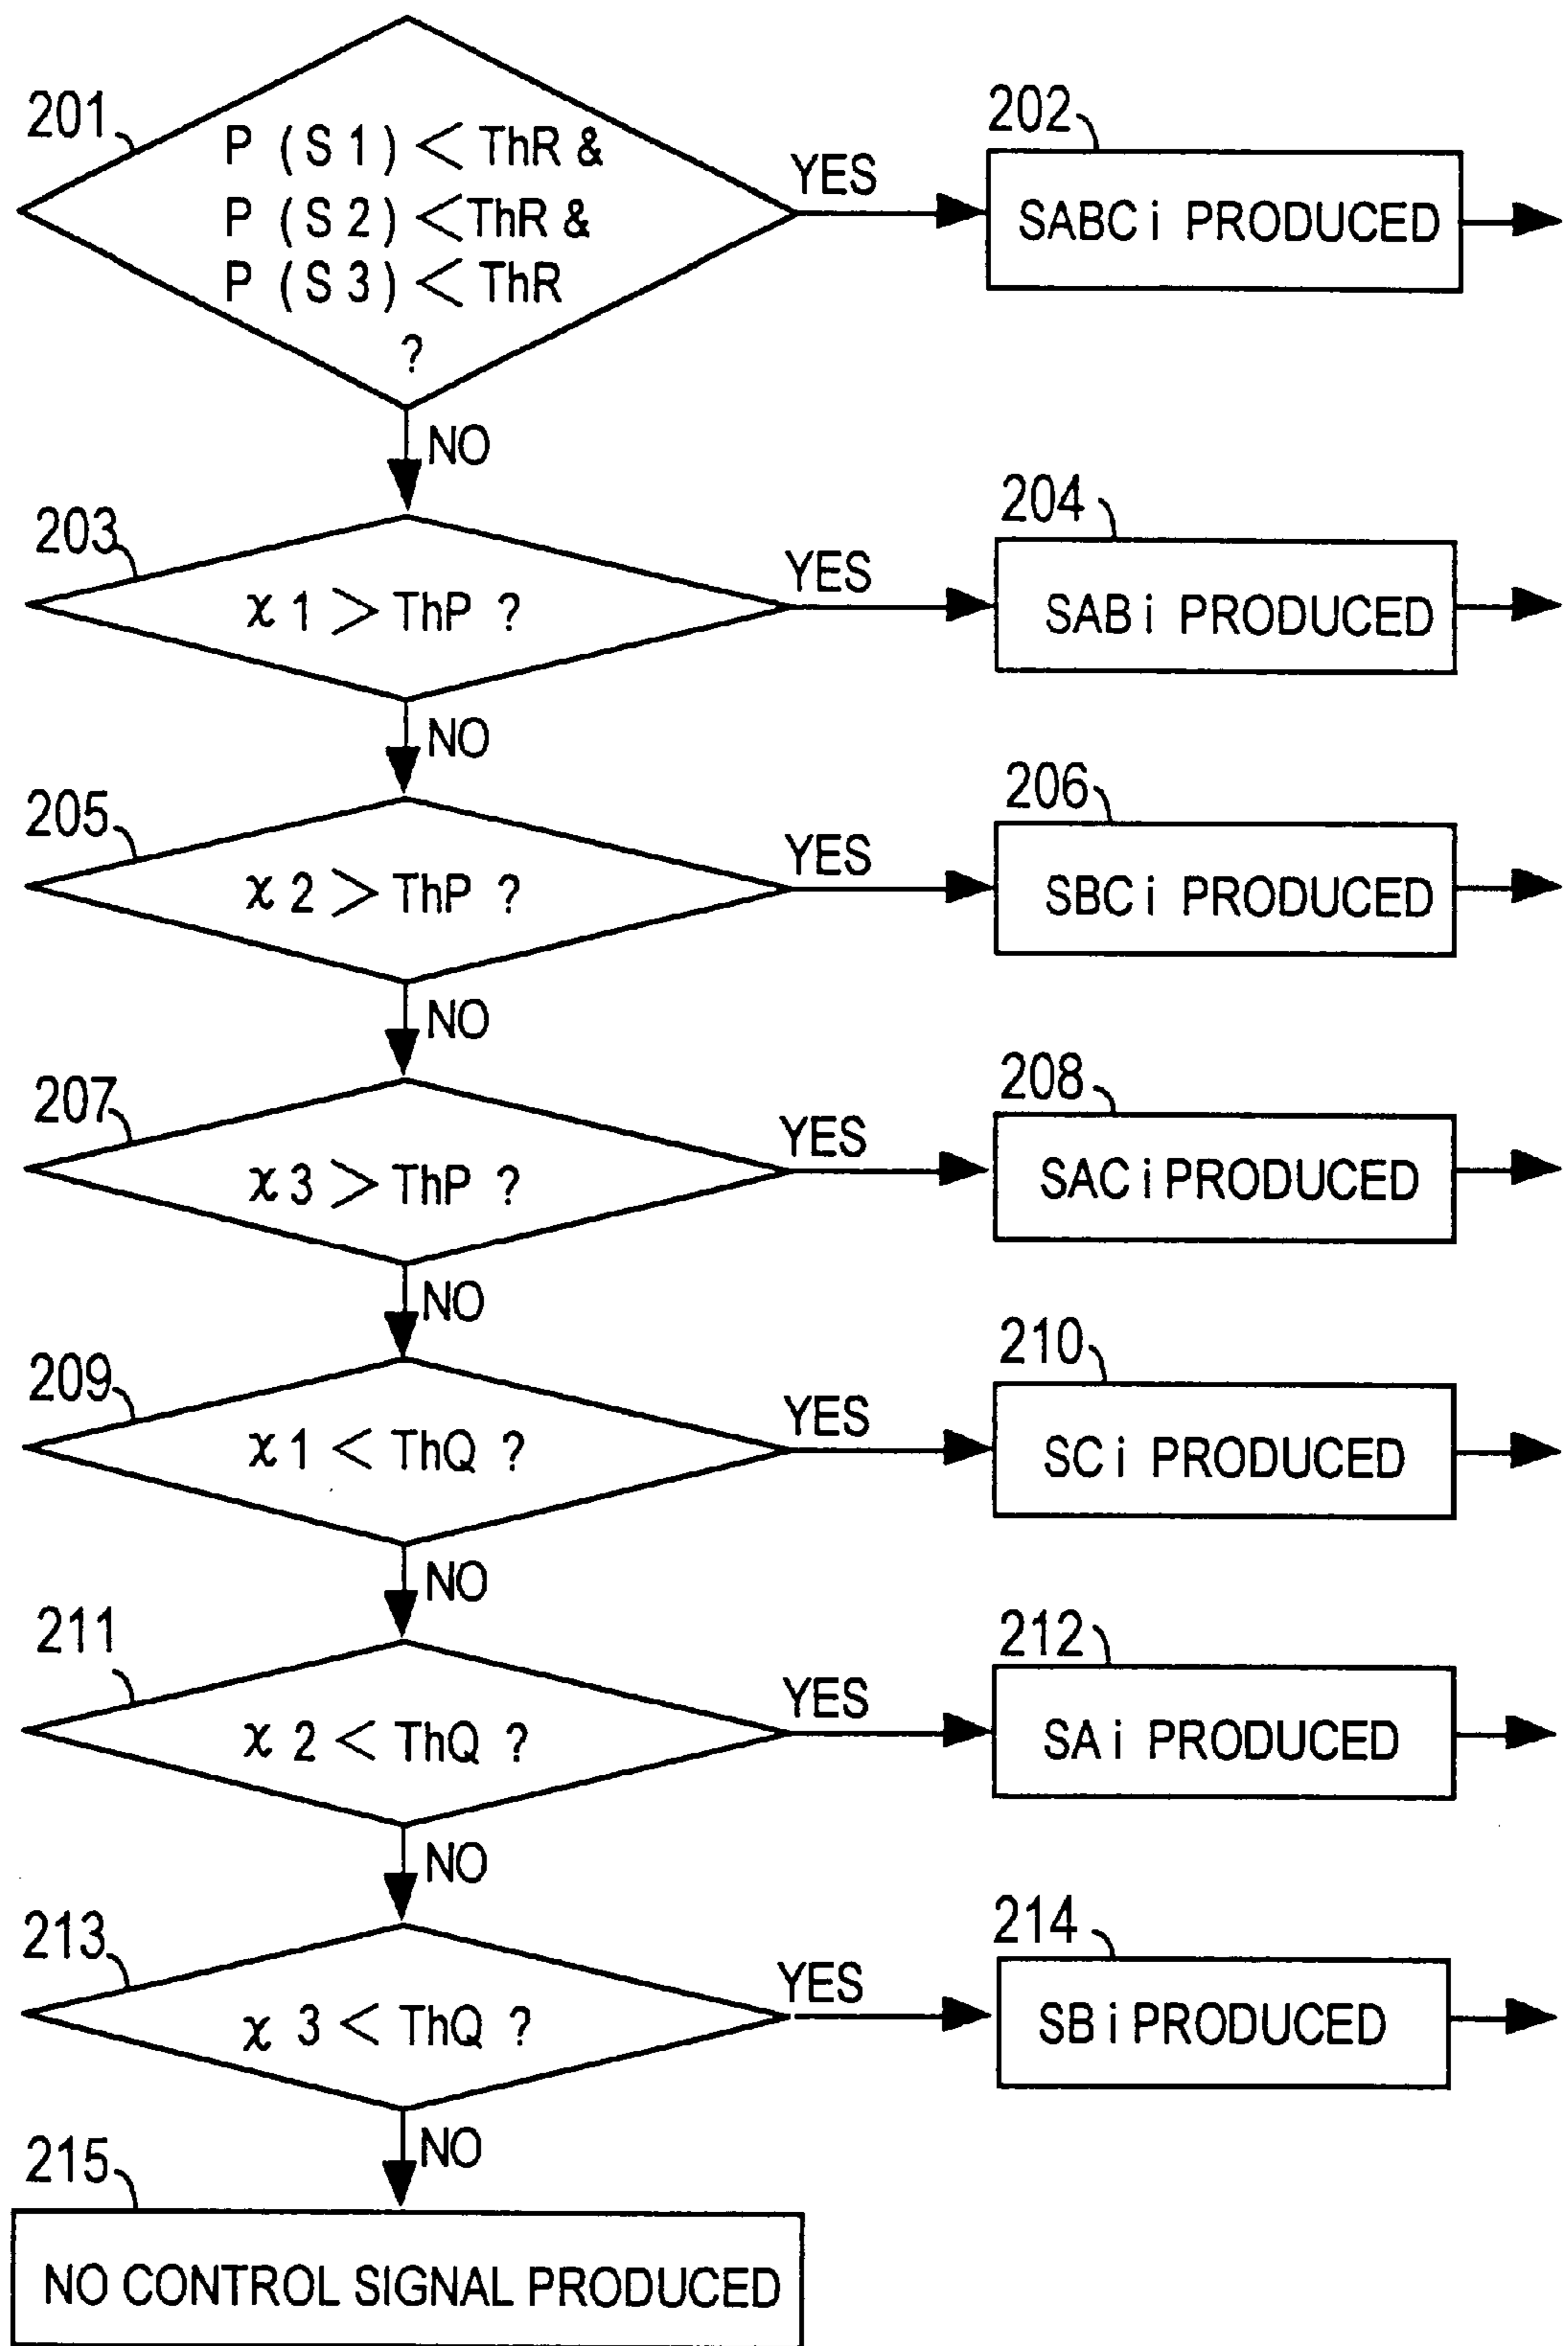 201
P (S 1) < ThR &
P (S 2) < ThR &
P (S 3) < ThR
?
YES
202
SABC i PRODUCED
NO
203
χ 1 > ThP ?
YES
204
SAB i PRODUCED
NO
205
χ 2 > ThP ?
YES
206
SBC i PRODUCED
NO
207
χ 3 > ThP ?
YES
208
SAC i PRODUCED
NO
209
χ 1 < ThQ ?
YES
210
SC i PRODUCED
NO
211
χ 2 < ThQ ?
YES
212
SA i PRODUCED
NO
213
χ 3 < ThQ ?
YES
214
SB i PRODUCED
NO
215
NO CONTROL SIGNAL PRODUCED